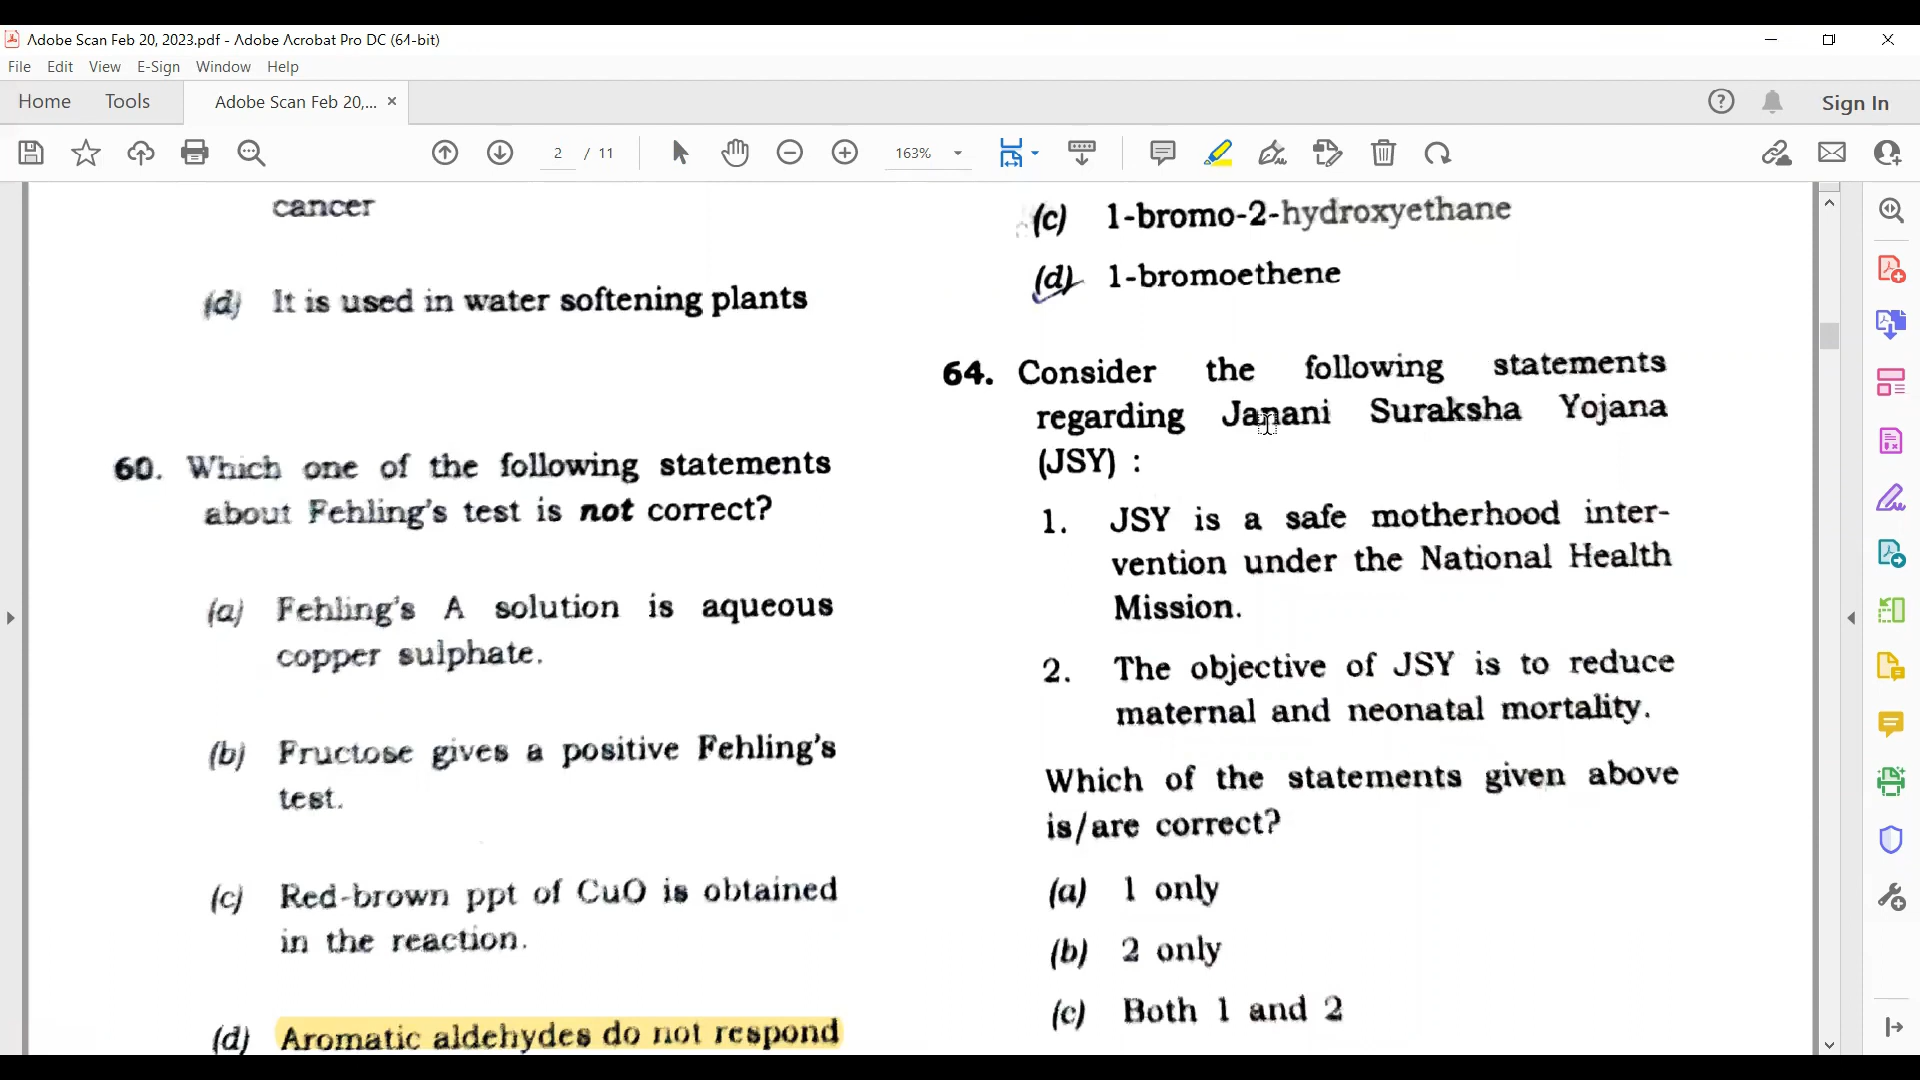 Adobe Scan Feb 20, 2023.pdf - Adobe Acrobat Pro DC (64-bit)
File Edit View E-Sign Window Help
Home Tools Adobe Scan Feb 20,... × Sign In
2 / 11 163%
cancer
(d) It is used in water softening plants
60. Which one of the following statements
about Fehling's test is not correct?
(a) Fehling's A solution is aqueous
copper sulphate.
(b) Fructose gives a positive Fehling's
test.
(c) Red-brown ppt of CuO is obtained
in the reaction.
(d) Aromatic aldehydes do not respond
(c) 1-bromo-2-hydroxyethane
(d) 1-bromoethene
64. Consider the following statements
regarding Janani Suraksha Yojana
(JSY) :
1. JSY is a safe motherhood inter-
vention under the National Health
Mission.
2. The objective of JSY is to reduce
maternal and neonatal mortality.
Which of the statements given above
is/are correct?
(a) 1 only
(b) 2 only
(c) Both 1 and 2